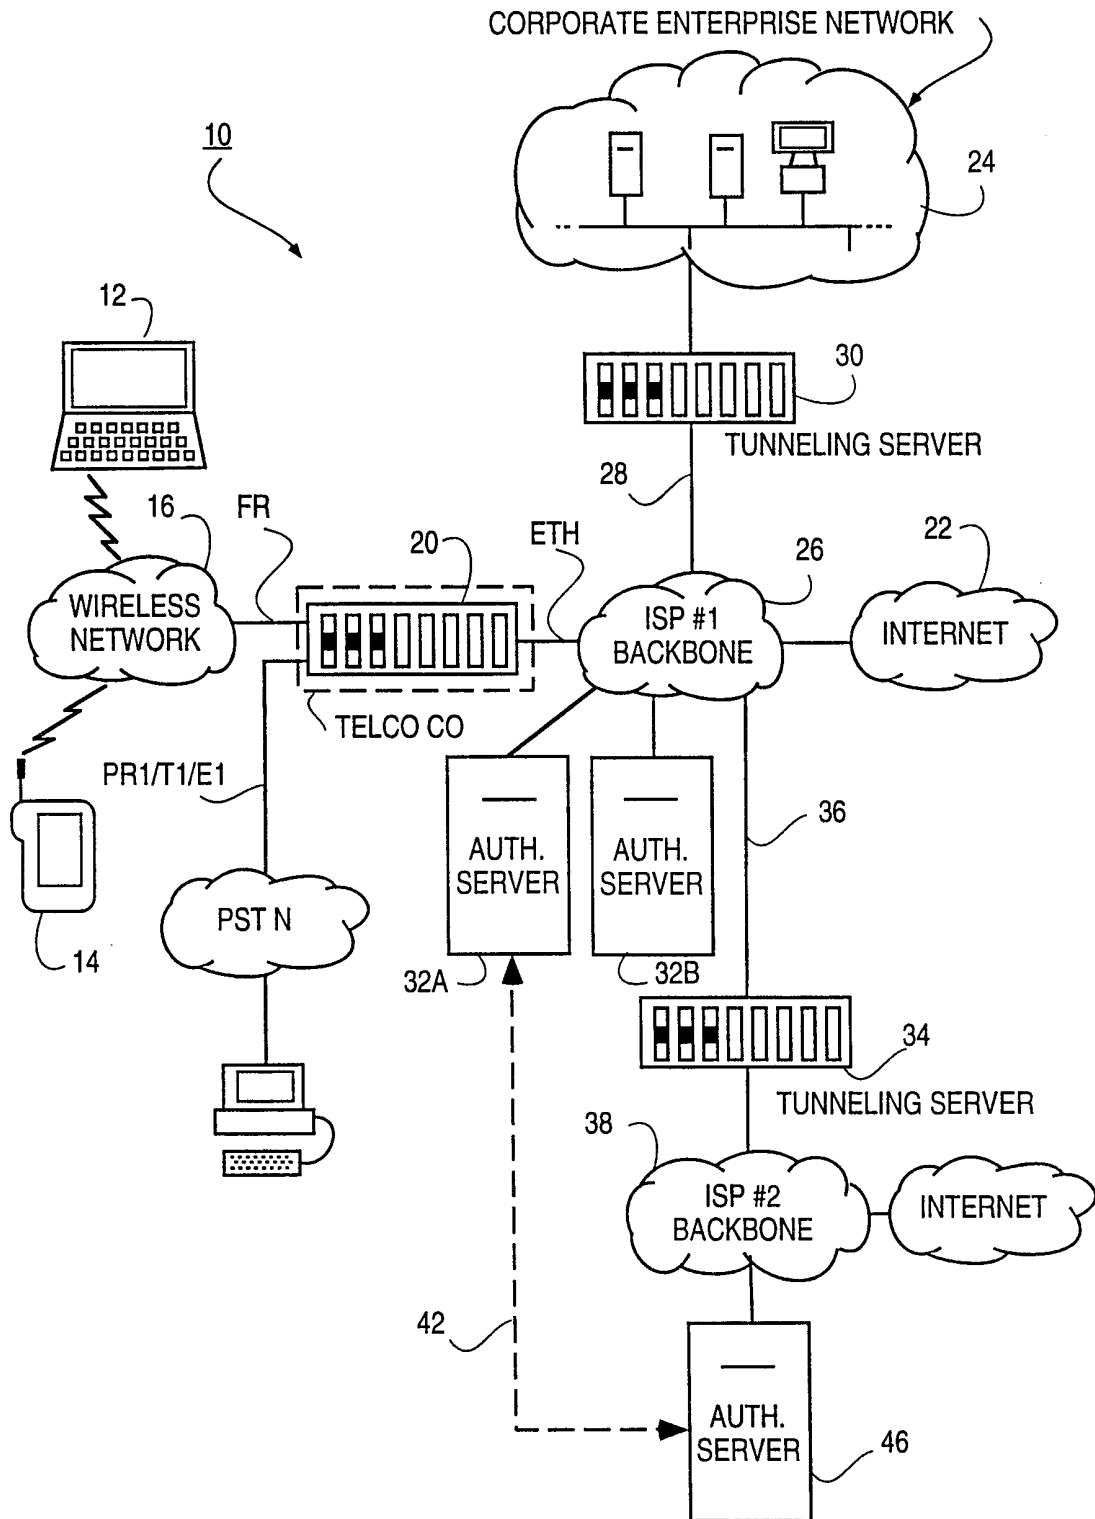 CORPORATE ENTERPRISE NETWORK
10
24
12
30
TUNNELING SERVER
28
16
FR
20
ETH
26
22
WIRELESS
NETWORK
ISP #1
BACKBONE
INTERNET
TELCO CO
PR1/T1/E1
36
AUTH.
SERVER
AUTH.
SERVER
PST N
14
32A
32B
34
TUNNELING SERVER
38
ISP #2
BACKBONE
INTERNET
42
AUTH.
SERVER
46